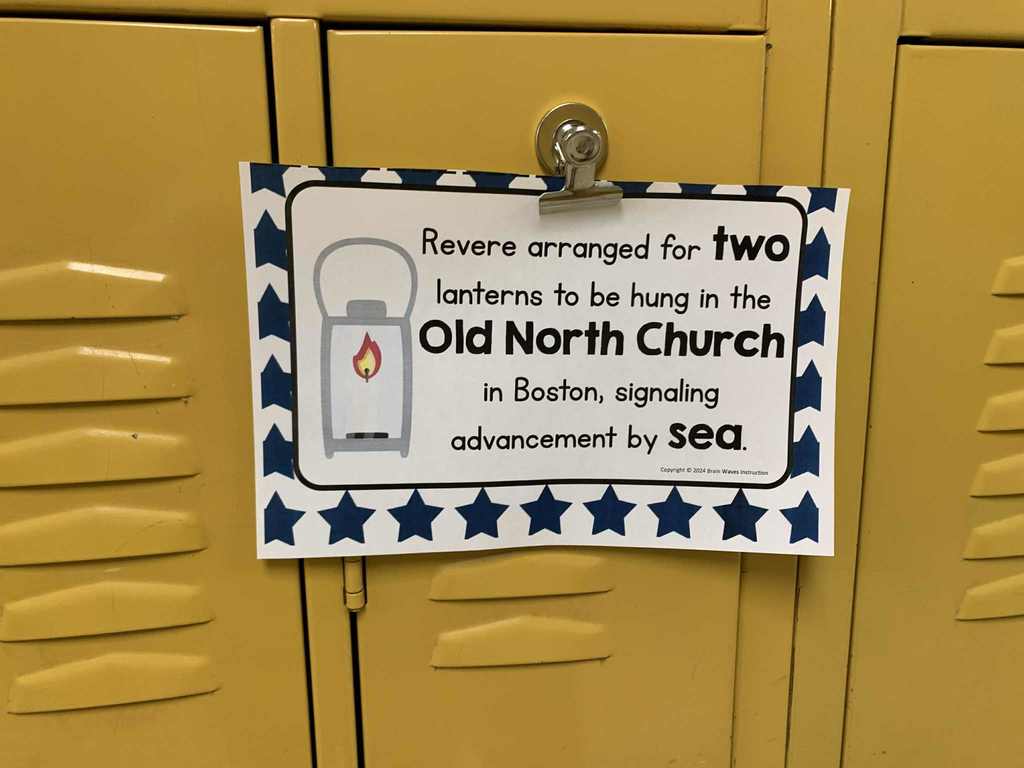 Revere arranged for two
lanterns to be hung in the
Old North Church
in Boston, signaling
advancement by sea.
Copyright © 2024 Brain Waves Instruction